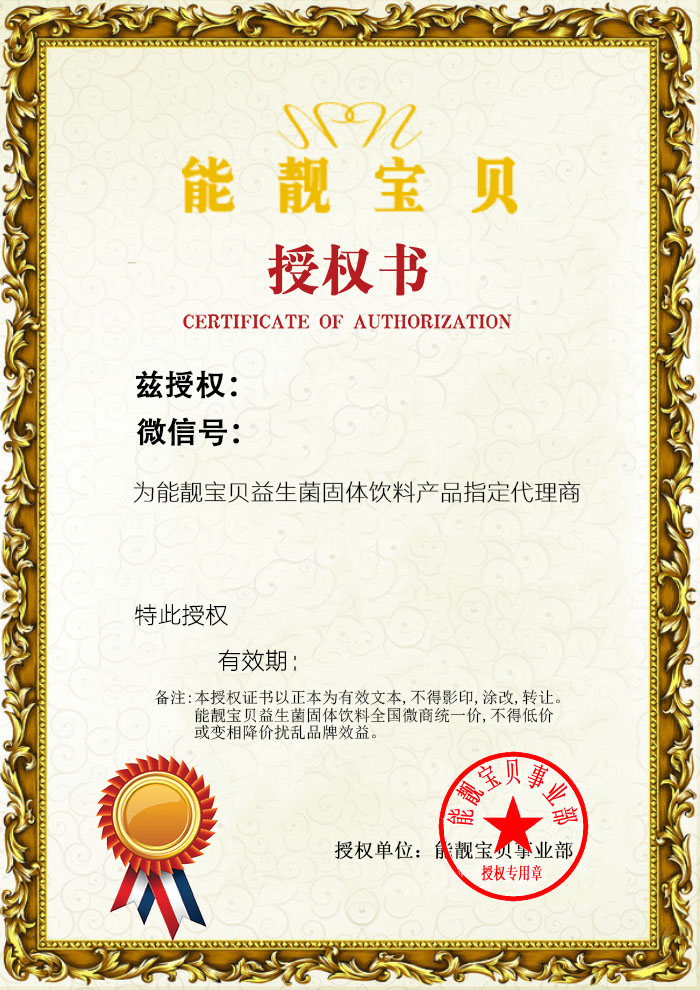 能靓宝贝
授权书
CERTIFICATE OF AUTHORIZATION
兹授权：
微信号：
为能靓宝贝益生菌固体饮料产品指定代理商
特此授权
有效期；
备注：本授权证书以正本为有效文本，不得影印，涂改，转让。
能靓宝贝益生菌固体饮料全国微商统一价，不得低价
或变相降价扰乱品牌效益。
能靓宝贝事业部
授权单位：能靓宝贝事业部
授权专用章